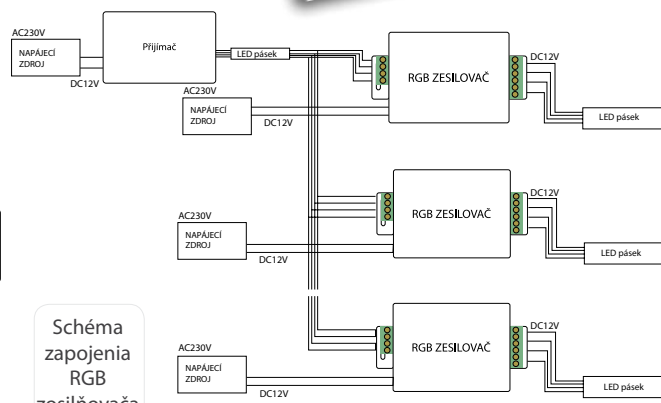 AC230V
NAPÁJECÍ
ZDROJ
DC12V
Přijímač
LED pásek
AC230V
NAPÁJECÍ
ZDROJ
DC12V
RGB ZESILOVAČ
DC12V
LED pásek
AC230V
NAPÁJECÍ
ZDROJ
DC12V
RGB ZESILOVAČ
DC12V
LED pásek
AC230V
NAPÁJECÍ
ZDROJ
DC12V
RGB ZESILOVAČ
DC12V
LED pásek
Schéma
zapojenia
RGB
zosilňovača